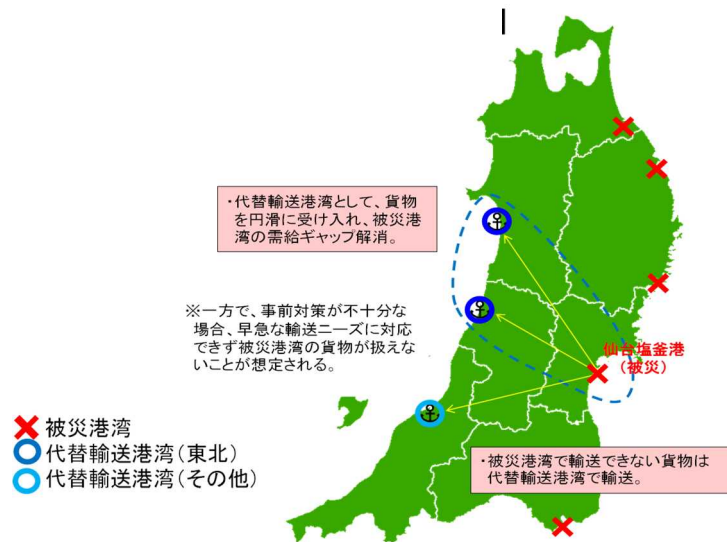 ・代替輸送港湾として、貨物
を円滑に受け入れ、被災港
湾の需給ギャップ解消。
※一方で、事前対策が不十分な
場合、早急な輸送ニーズに対応
できず被災港湾の貨物が扱えな
いことが想定される。
仙台塩釜港
(被災)
被災港湾
代替輸送港湾(東北)
代替輸送港湾(その他)
・被災港湾で輸送できない貨物は
代替輸送港湾で輸送。